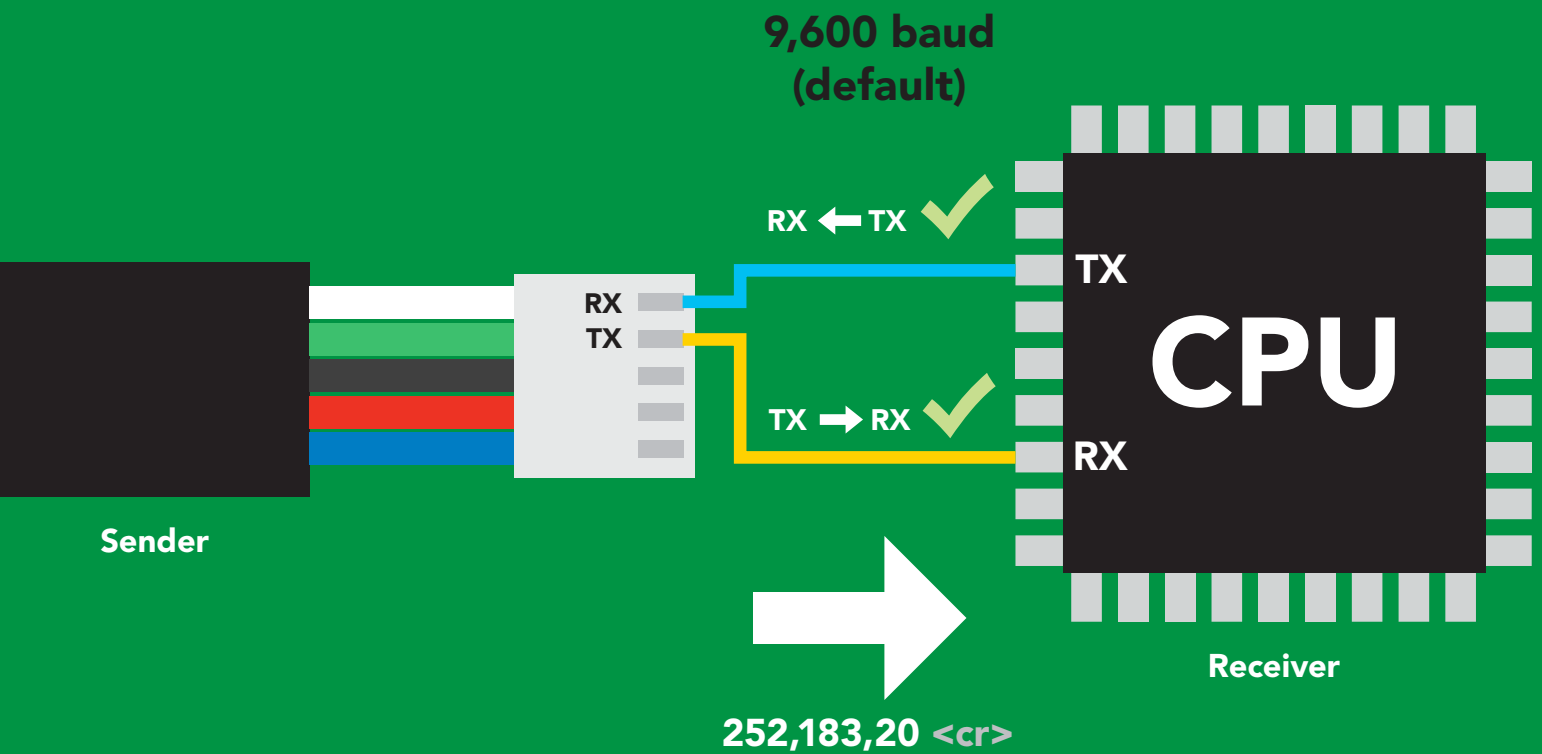 9,600 baud
(default)
RX TX
TX
RX
TX
CPU
TX RX
RX
Sender
Receiver
252,183,20 <cr>